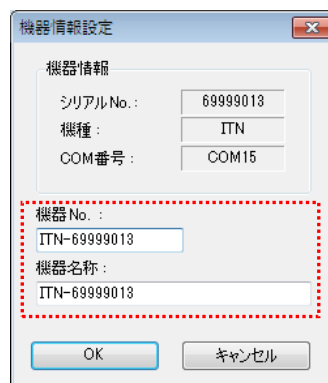 機器情報設定
機器情報
シリアルNo.: 69999013
機種: ITN
COM番号: COM15
機器No. :
ITN-69999013
機器名称:
ITN-69999013
OK キャンセル